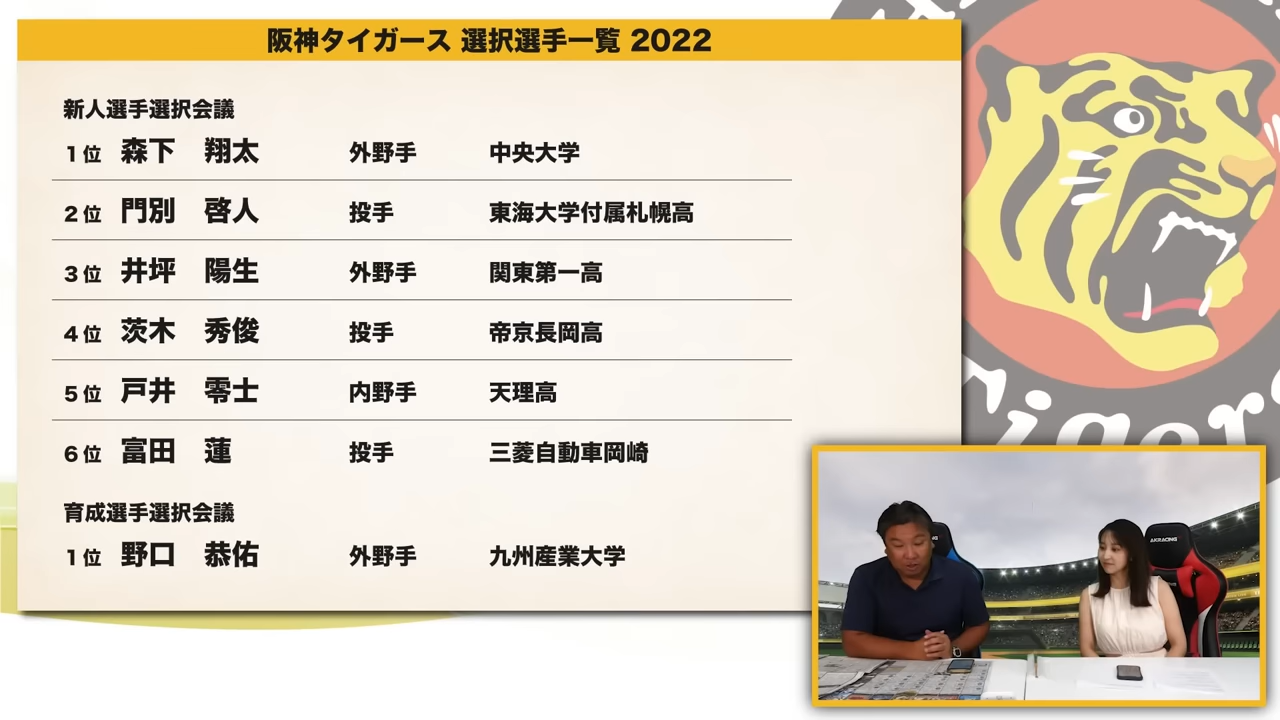 阪神タイガース 選択選手一覧 2022
新人選手選択会議
1位 森下 翔太 外野手 中央大学
2位 門別 啓人 投手 東海大学付属札幌高
3位 井坪 陽生 外野手 関東第一高
4位 茨木 秀俊 投手 帝京長岡高
5位 戸井 零士 内野手 天理高
6位 富田 蓮 投手 三菱自動車岡崎
育成選手選択会議
1位 野口 恭佑 外野手 九州産業大学
Tigers
AKRACING